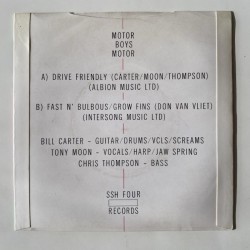 MOTOR
BOYS
MOTOR
A) DRIVE FRIENDLY (CARTER/MOON/THOMPSON)
(ALBION MUSIC LTD)
B) FAST N' BULBOUS/GROW FINS (DON VAN VLIET)
(INTERSONG MUSIC LTD)
BILL CARTER - GUITAR/DRUMS/VCLS/SCREAMS
TONY MOON - VOCALS/HARP/JAW SPRING
CHRIS THOMPSON - BASS
SSH FOUR
RECORDS